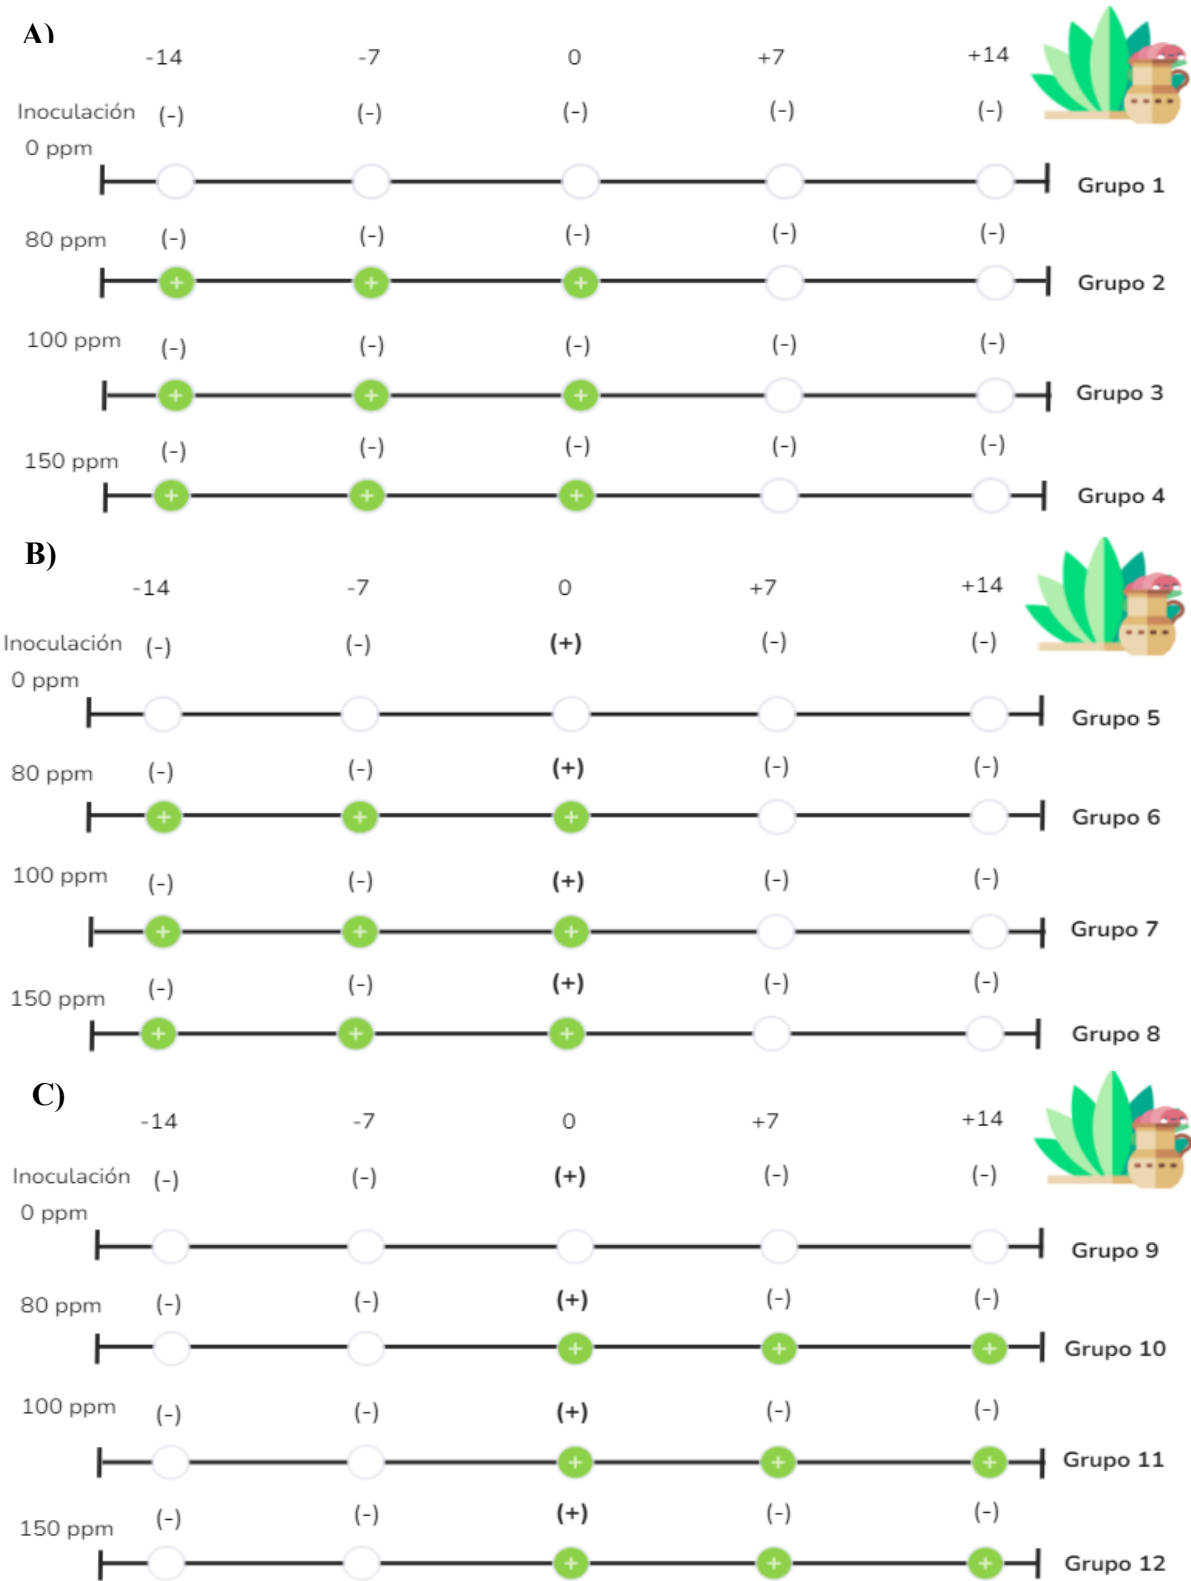 A)
-14 -7 0 +7 +14
Inoculación (-) (-) (-) (-) (-)
0 ppm
Grupo 1
80 ppm (-) (-) (-) (-) (-)
+ + + Grupo 2
100 ppm (-) (-) (-) (-) (-)
+ + + Grupo 3
150 ppm (-) (-) (-) (-) (-)
+ + + Grupo 4
B)
-14 -7 0 +7 +14
Inoculación (-) (-) (+) (-) (-)
0 ppm
Grupo 5
80 ppm (-) (-) (+) (-) (-)
+ + + Grupo 6
100 ppm (-) (-) (+) (-) (-)
+ + + Grupo 7
150 ppm (-) (-) (+) (-) (-)
+ + + Grupo 8
C)
-14 -7 0 +7 +14
Inoculación (-) (-) (+) (-) (-)
0 ppm
Grupo 9
80 ppm (-) (-) (+) (-) (-)
+ + + Grupo 10
100 ppm (-) (-) (+) (-) (-)
+ + + Grupo 11
150 ppm (-) (-) (+) (-) (-)
+ + + Grupo 12